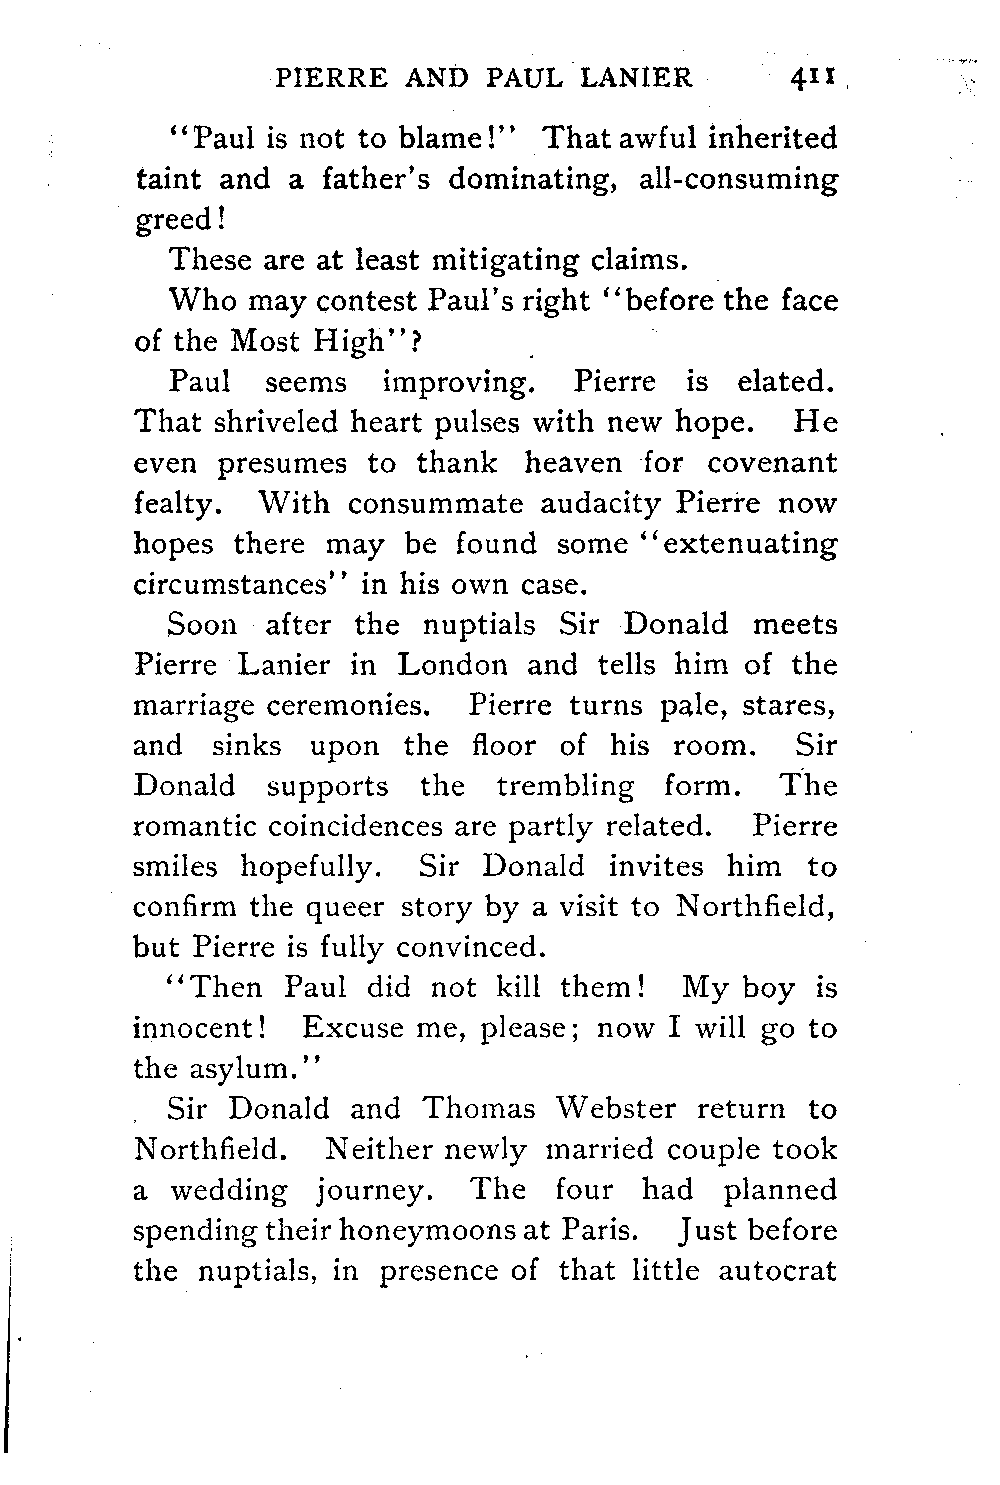 PIERRE AND PAUL LANIER 411
"Paul is not to blame!" That awful inherited
taint and a father's dominating, all-consuming
greed!
These are at least mitigating claims.
Who may contest Paul's right "before the face
of the Most High"?
Paul seems improving. Pierre is elated.
That shriveled heart pulses with new hope. He
even presumes to thank heaven for covenant
fealty. With consummate audacity Pierre now
hopes there may be found some "extenuating
circumstances" in his own case.
Soon after the nuptials Sir Donald meets
Pierre Lanier in London and tells him of the
marriage ceremonies. Pierre turns pale, stares,
and sinks upon the floor of his room. Sir
Donald supports the trembling form. The
romantic coincidences are partly related. Pierre
smiles hopefully. Sir Donald invites him to
confirm the queer story by a visit to Northfield,
but Pierre is fully convinced.
"Then Paul did not kill them! My boy is
innocent! Excuse me, please; now I will go to
the asylum."
Sir Donald and Thomas Webster return to
Northfield. Neither newly married couple took
a wedding journey. The four had planned
spending their honeymoons at Paris. Just before
the nuptials, in presence of that little autocrat